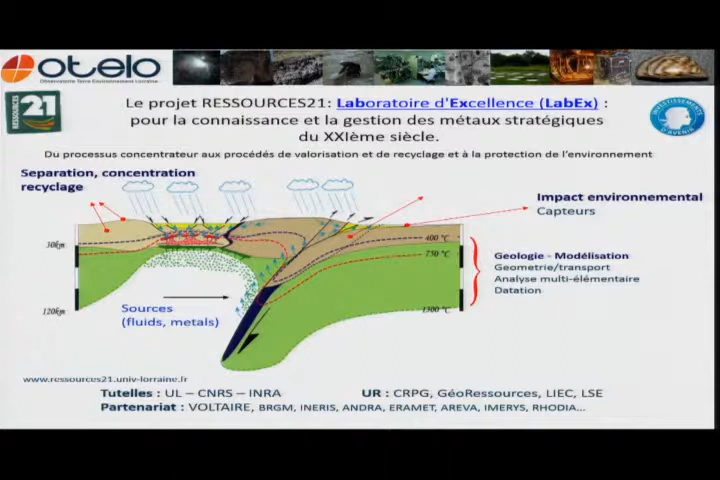 otelo
Observatoire Terre Environnement Lorraine
RESSOURCES
21
Le projet RESSOURCES21: Laboratoire d'Excellence (LabEx) :
pour la connaissance et la gestion des métaux stratégiques
du XXIème siècle.
INVESTISSEMENTS
D'AVENIR
Du processus concentrateur aux procédés de valorisation et de recyclage et à la protection de l'environnement
Separation, concentration
recyclage
Impact environnemental
Capteurs
30km
400 °C
750 °C
Geologie - Modélisation
Geometrie/transport
Analyse multi-élémentaire
Datation
Sources
(fluids, metals)
120km
1300 °C
www.ressources21.univ-lorraine.fr
Tutelles : UL – CNRS – INRA
UR : CRPG, GéoRessources, LIEC, LSE
Partenariat : VOLTAIRE, BRGM, INERIS, ANDRA, ERAMET, AREVA, IMERYS, RHODIA...